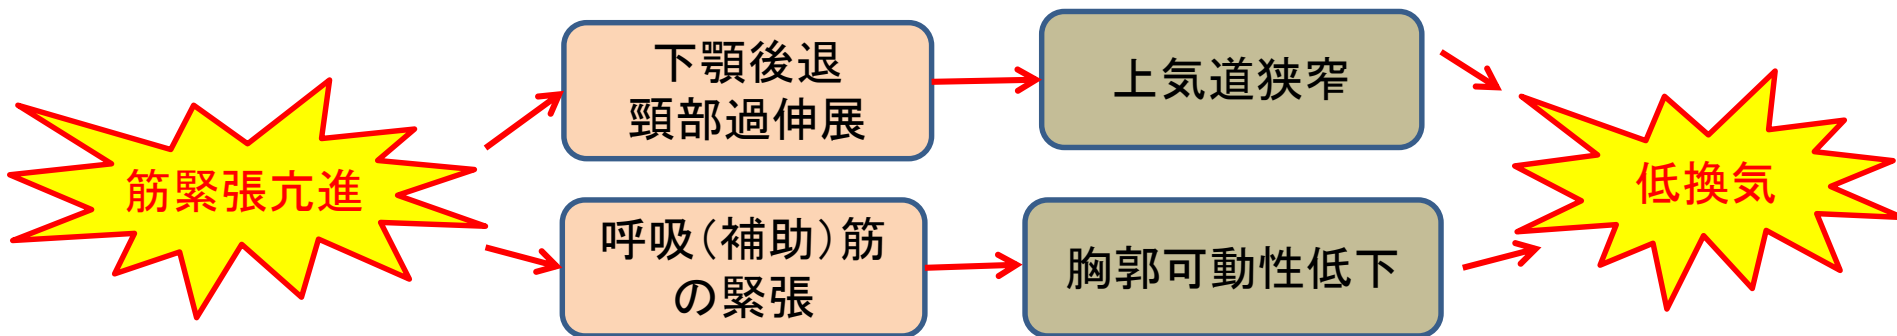 筋緊張亢進
下顎後退
頸部過伸展
上気道狭窄
呼吸（補助）筋
の緊張
胸郭可動性低下
低換気